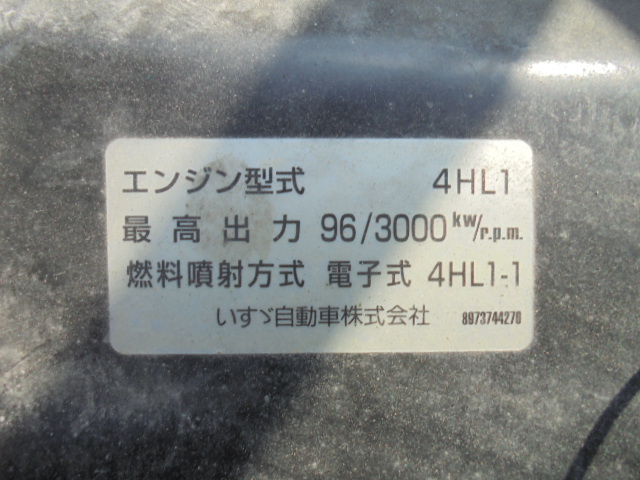 エンジン型式 4HL1
最高出力 96/3000 kW/r.p.m.
燃料噴射方式 電子式 4HL1-1
いすゞ自動車株式会社 8973744270